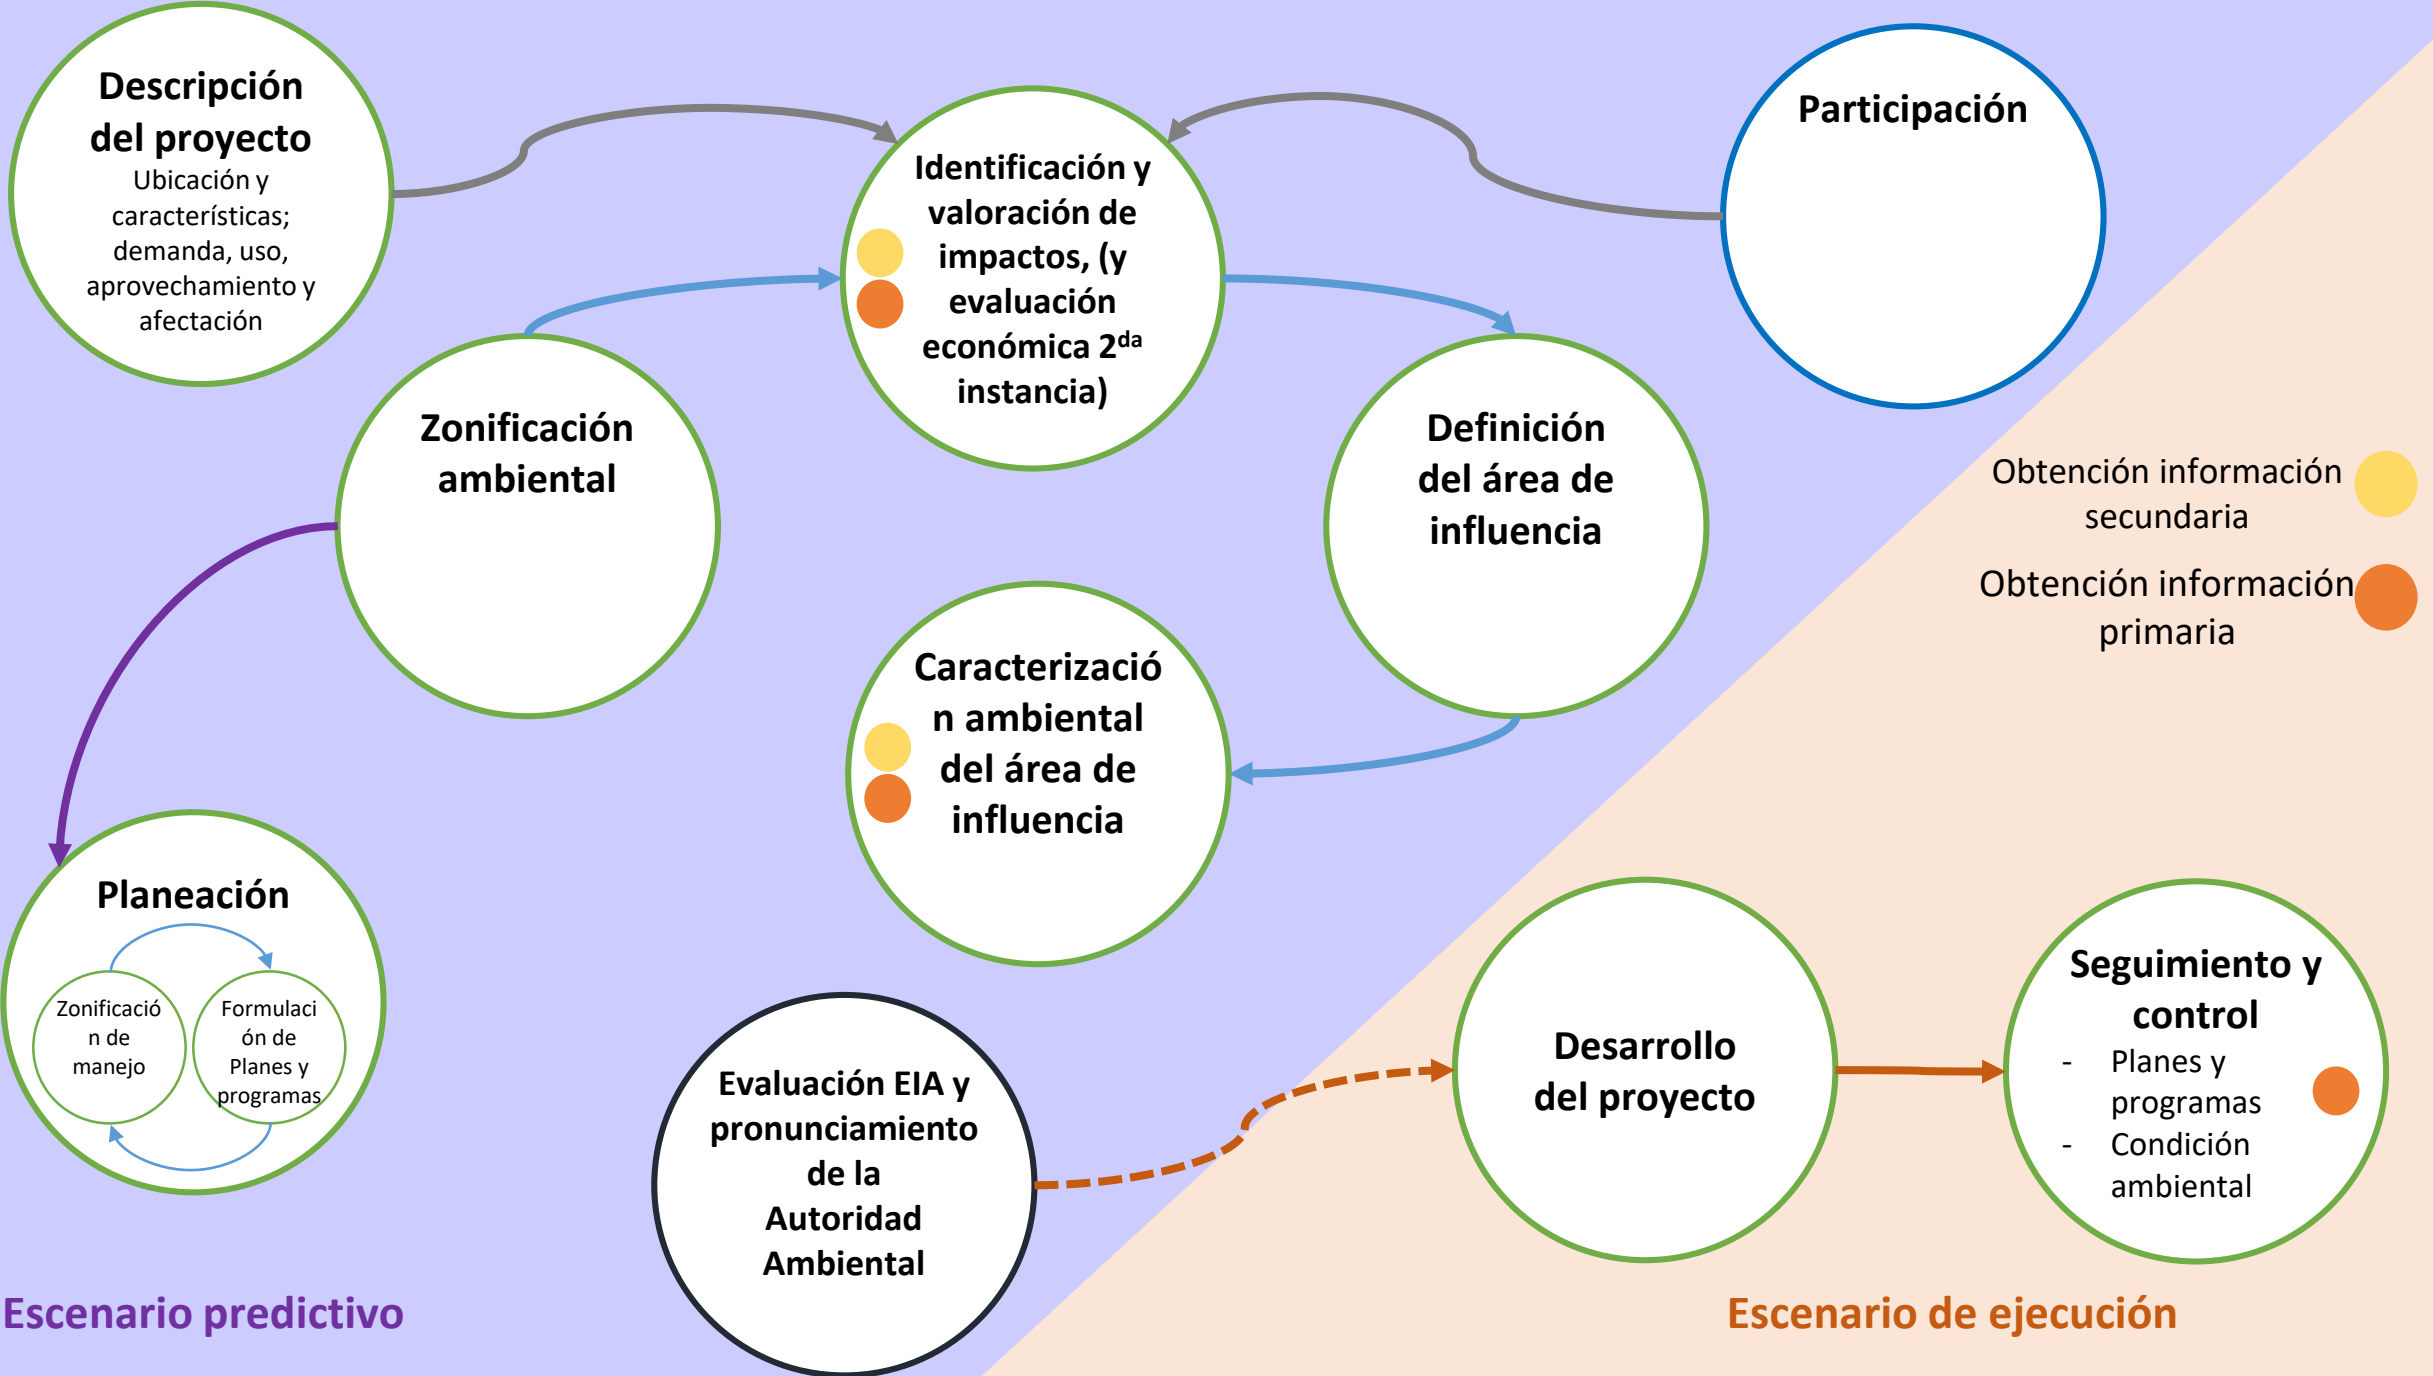 Descripción
del proyecto
Ubicación y
características;
demanda, uso,
aprovechamiento y
afectación
Identificación y
valoración de
impactos, (y
evaluación
económica 2da
instancia)
Participación
Zonificación
ambiental
Definición
del área de
influencia
Obtención información
secundaria
Obtención información
primaria
Caracterizació
n ambiental
del área de
influencia
Planeación
Zonificació
n de
manejo
Formulaci
ón de
Planes y
programas
Evaluación EIA y
pronunciamiento
de la
Autoridad
Ambiental
Desarrollo
del proyecto
Seguimiento y
control
- Planes y
programas
- Condición
ambiental
Escenario predictivo
Escenario de ejecución